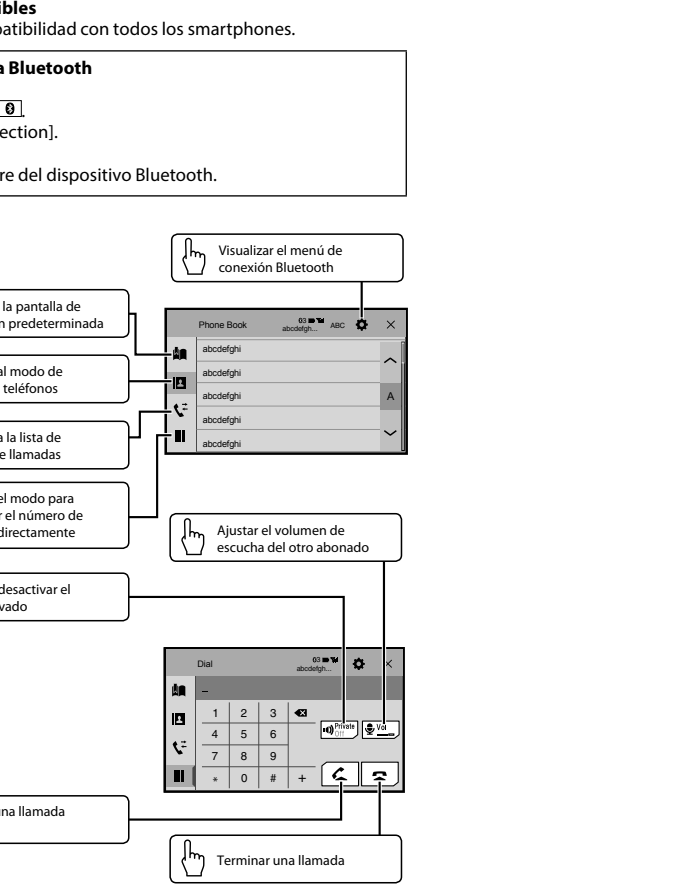 ibles
patibilidad con todos los smartphones.
a Bluetooth
ection].
re del dispositivo Bluetooth.
Visualizar el menú de
conexión Bluetooth
la pantalla de
n predeterminada
al modo de
teléfonos
a la lista de
e llamadas
el modo para
r el número de
directamente
Phone Book
03
abcdefgh...
ABC
abcdefghi
abcdefghi
abcdefghi
A
abcdefghi
abcdefghi
Ajustar el volumen de
escucha del otro abonado
desactivar el
vado
Dial
03
abcdefgh...
–
1 2 3
4 5 6
7 8 9
* 0 # +
Private
Off
Vol
una llamada
Terminar una llamada